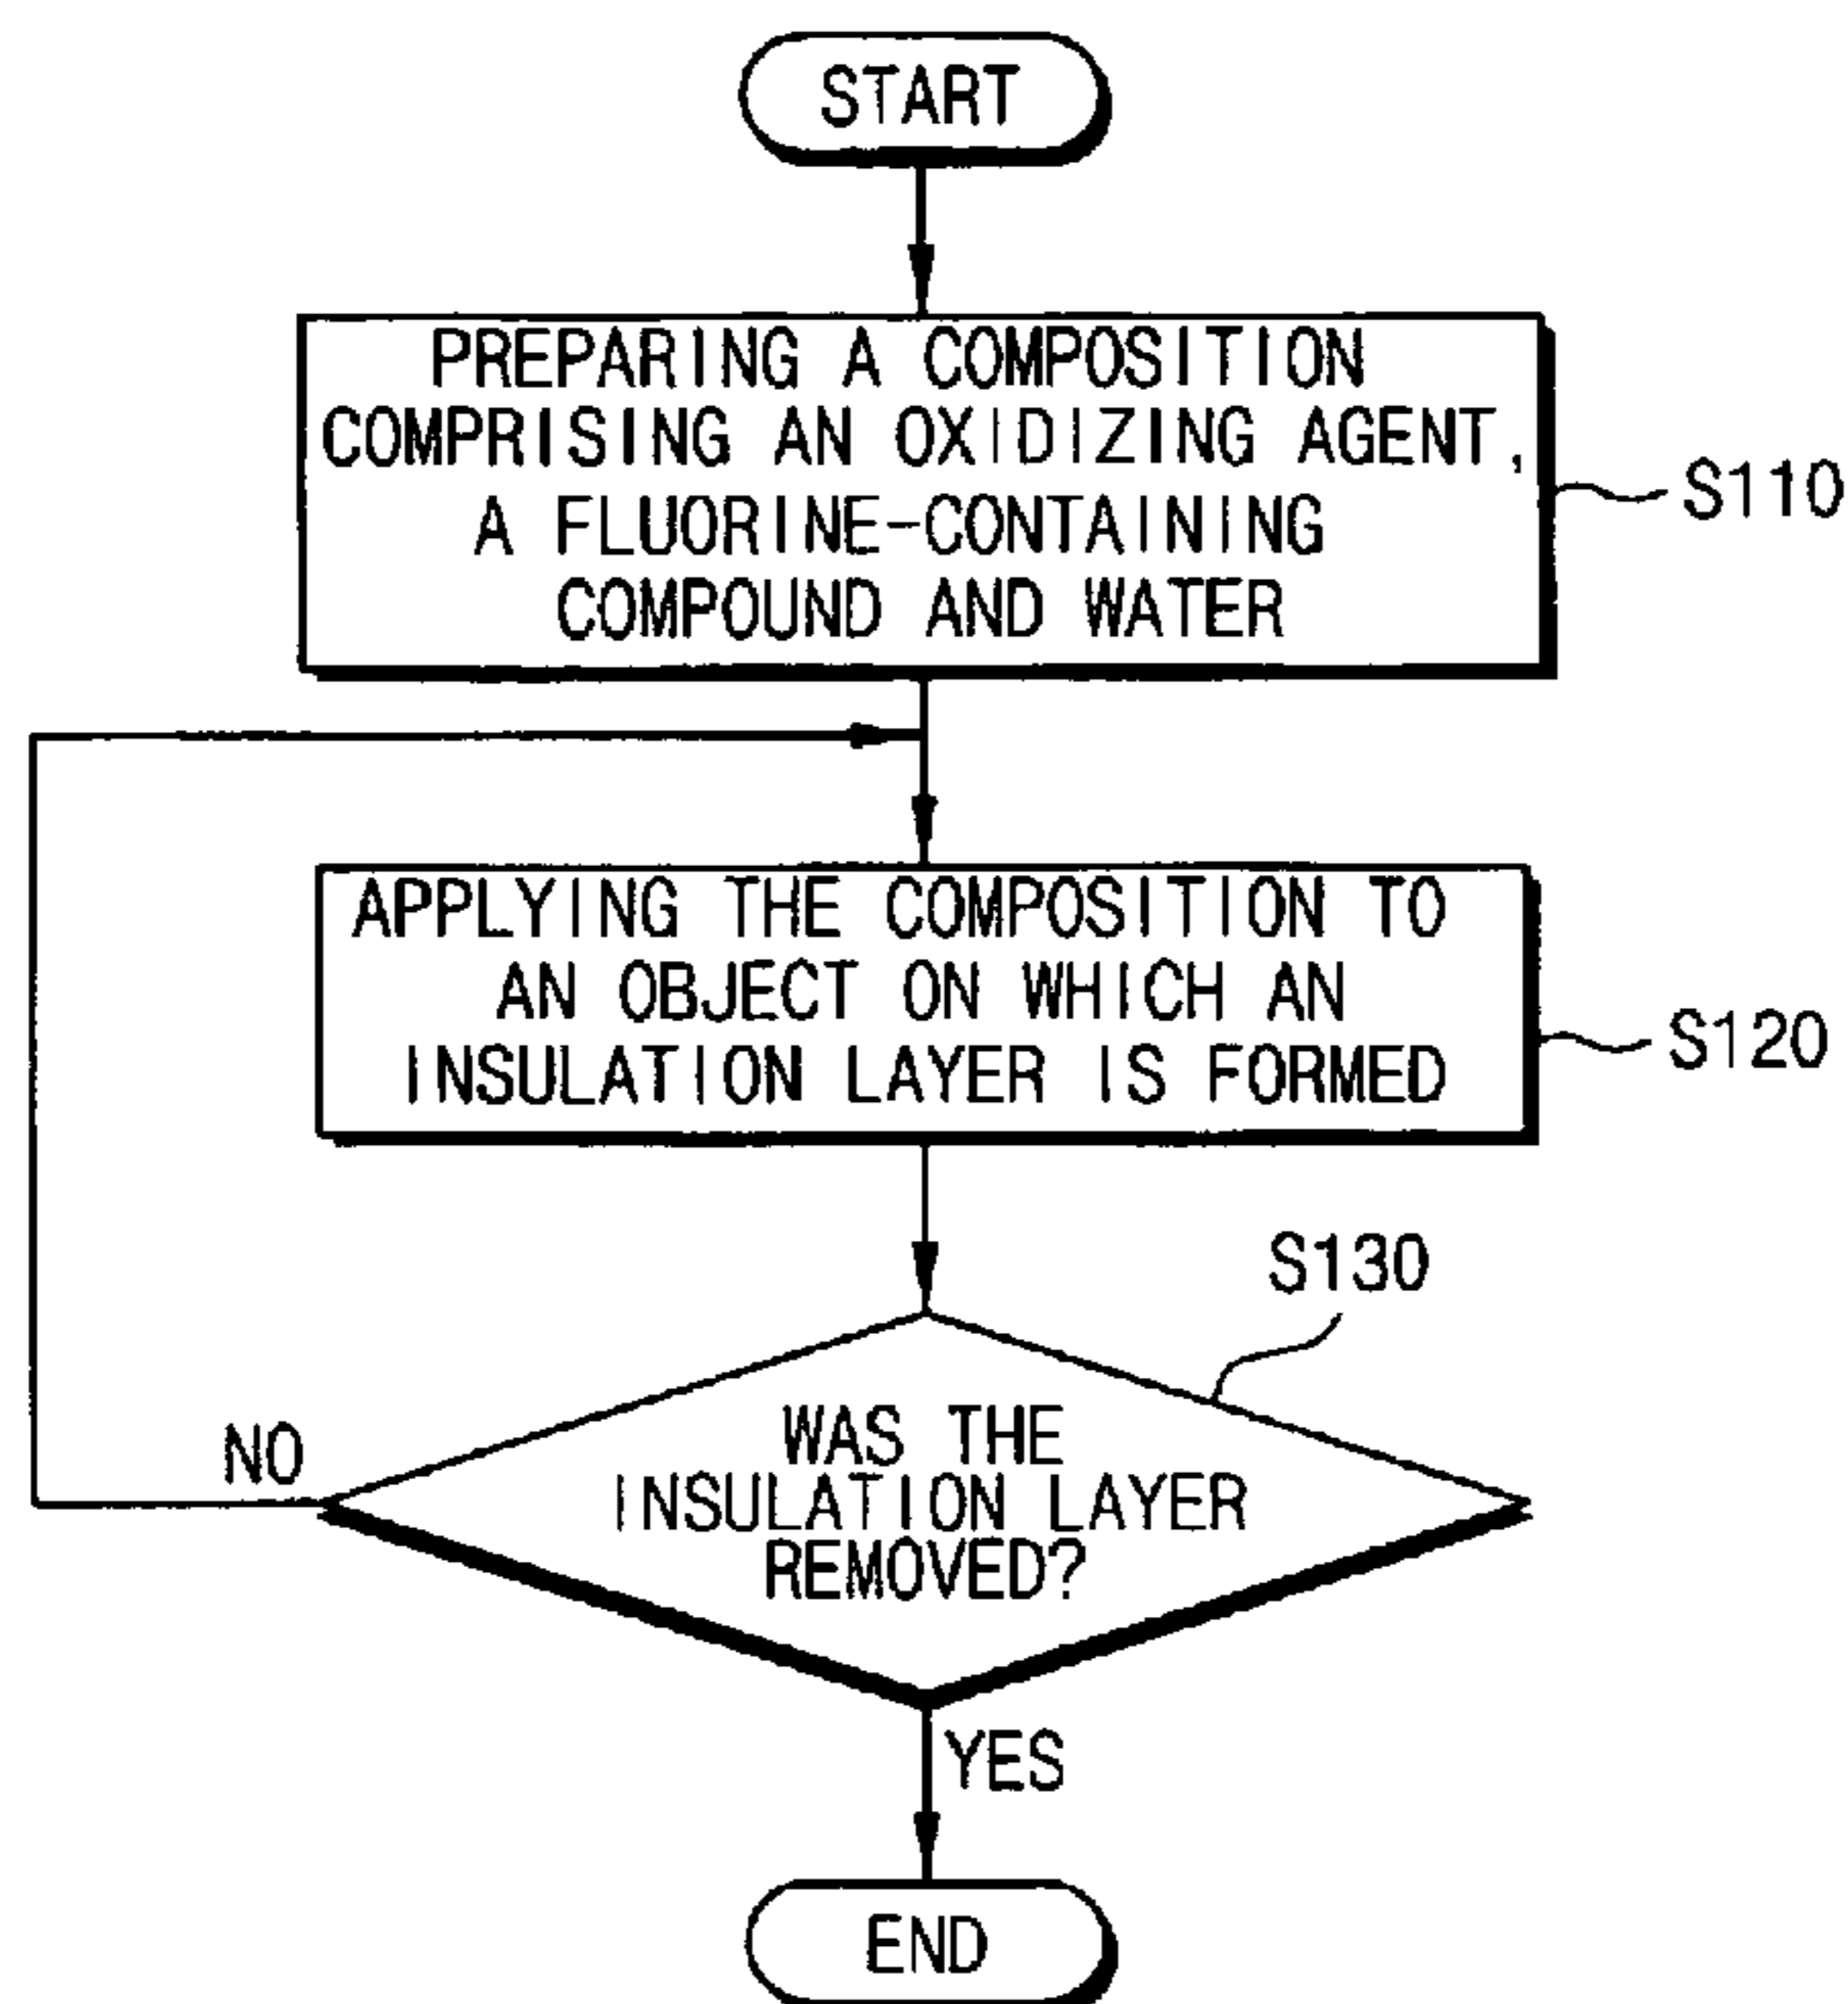 START
PREPARING A COMPOSITION
COMPRISING AN OXIDIZING AGENT,
A FLUORINE-CONTAINING
COMPOUND AND WATER
S110
APPLYING THE COMPOSITION TO
AN OBJECT ON WHICH AN
INSULATION LAYER IS FORMED
S120
S130
WAS THE
INSULATION LAYER
REMOVED?
NO
YES
END